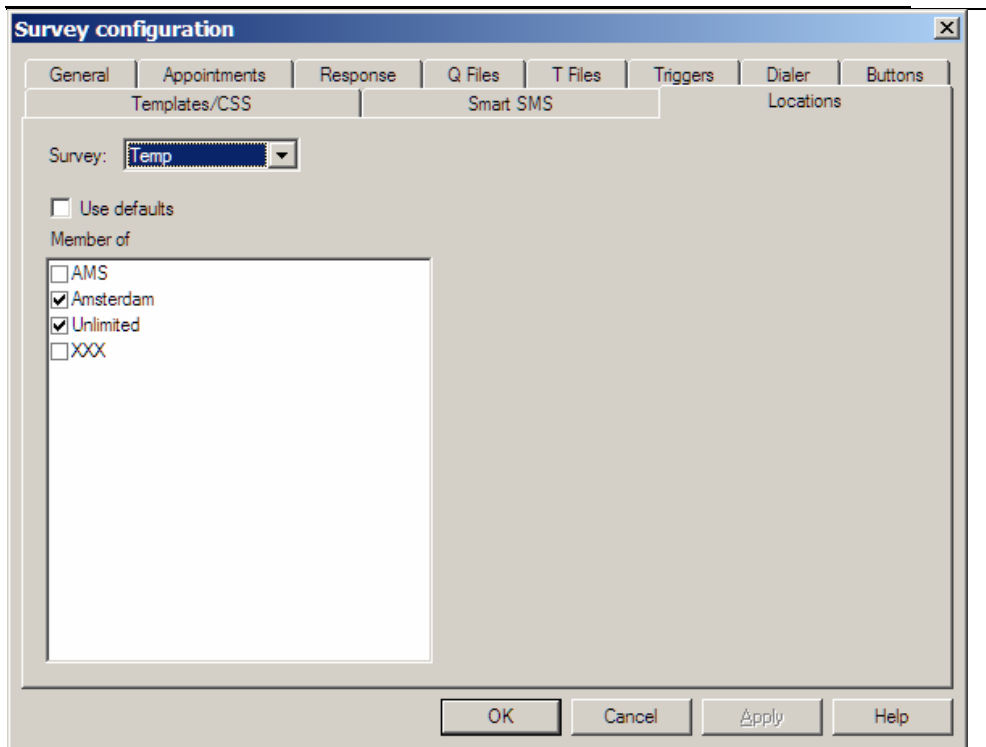 Survey configuration
General Appointments Response Q Files T Files Triggers Dialer Buttons
Templates/CSS Smart SMS Locations
Survey: Temp
Use defaults
Member of
AMS
Amsterdam
Unlimited
XXX
OK Cancel Apply Help